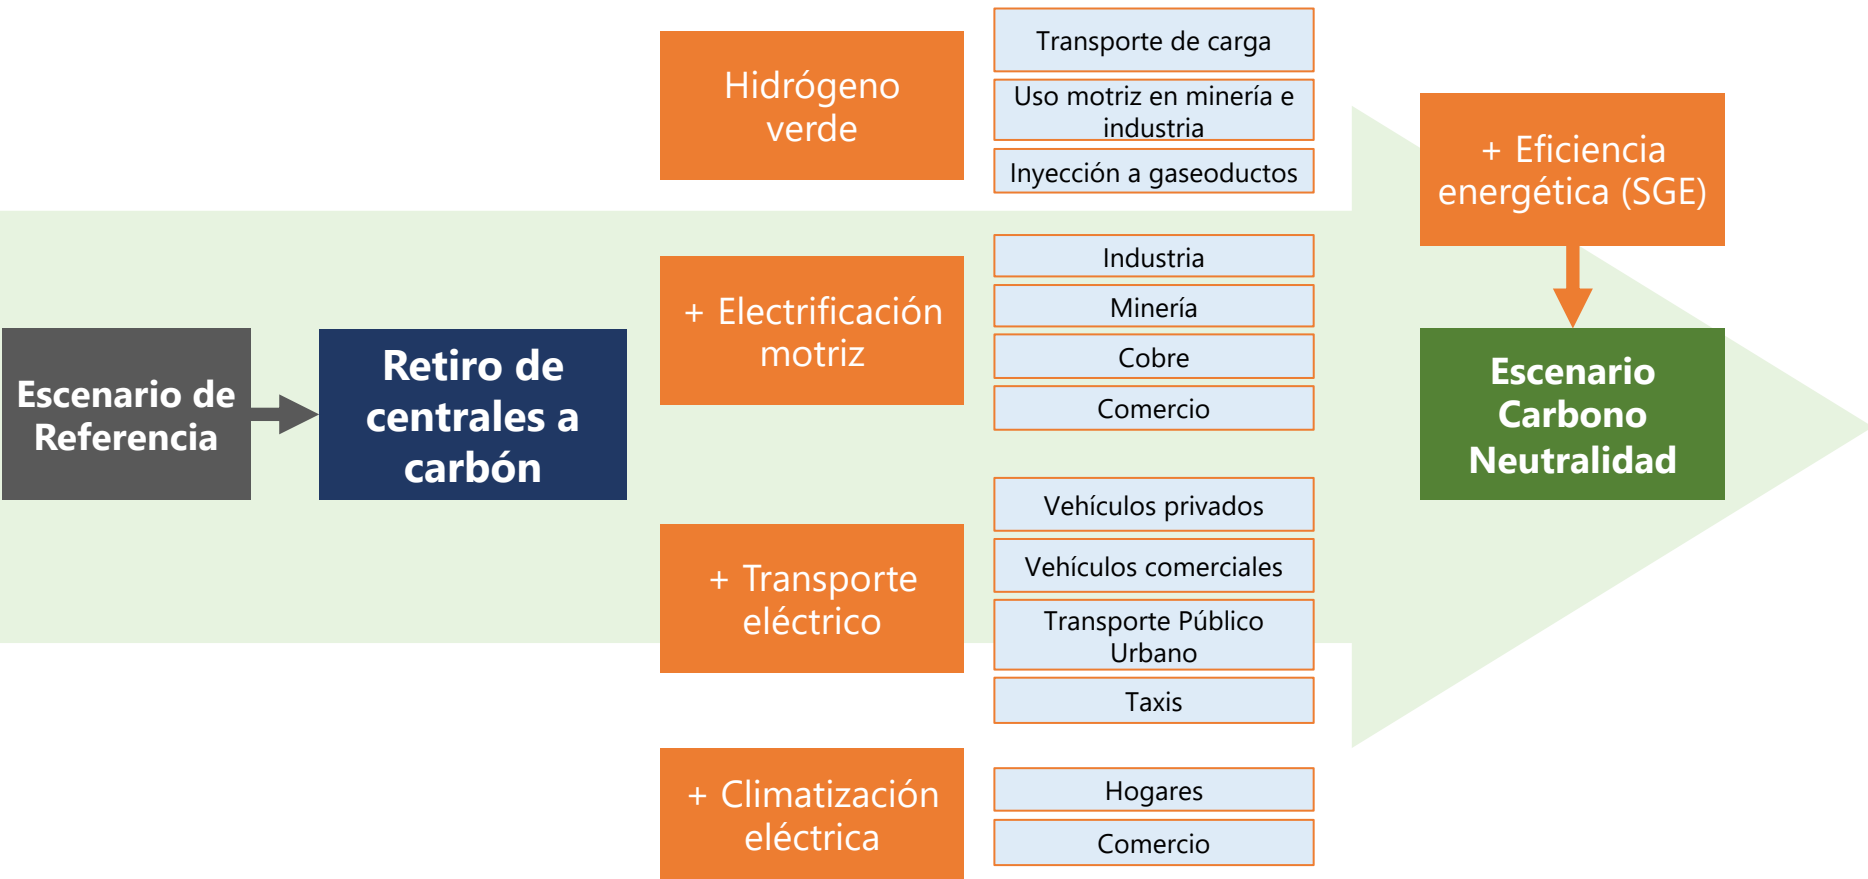 Escenario de
Referencia
Retiro de
centrales a
carbón
Hidrógeno
verde
Transporte de carga
Uso motriz en minería e
industria
Inyección a gaseoductos
+ Electrificación
motriz
Industria
Minería
Cobre
Comercio
+ Transporte
eléctrico
Vehículos privados
Vehículos comerciales
Transporte Público
Urbano
Taxis
+ Climatización
eléctrica
Hogares
Comercio
+ Eficiencia
energética (SGE)
Escenario
Carbono
Neutralidad